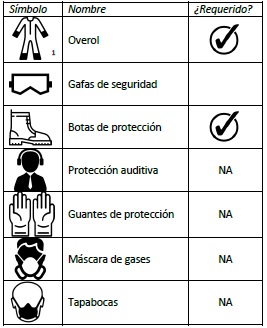 Símbolo Nombre ¿Requerido?
1 Overol
Gafas de seguridad
Botas de protección
Protección auditiva NA
Guantes de protección NA
Máscara de gases NA
Tapabocas NA